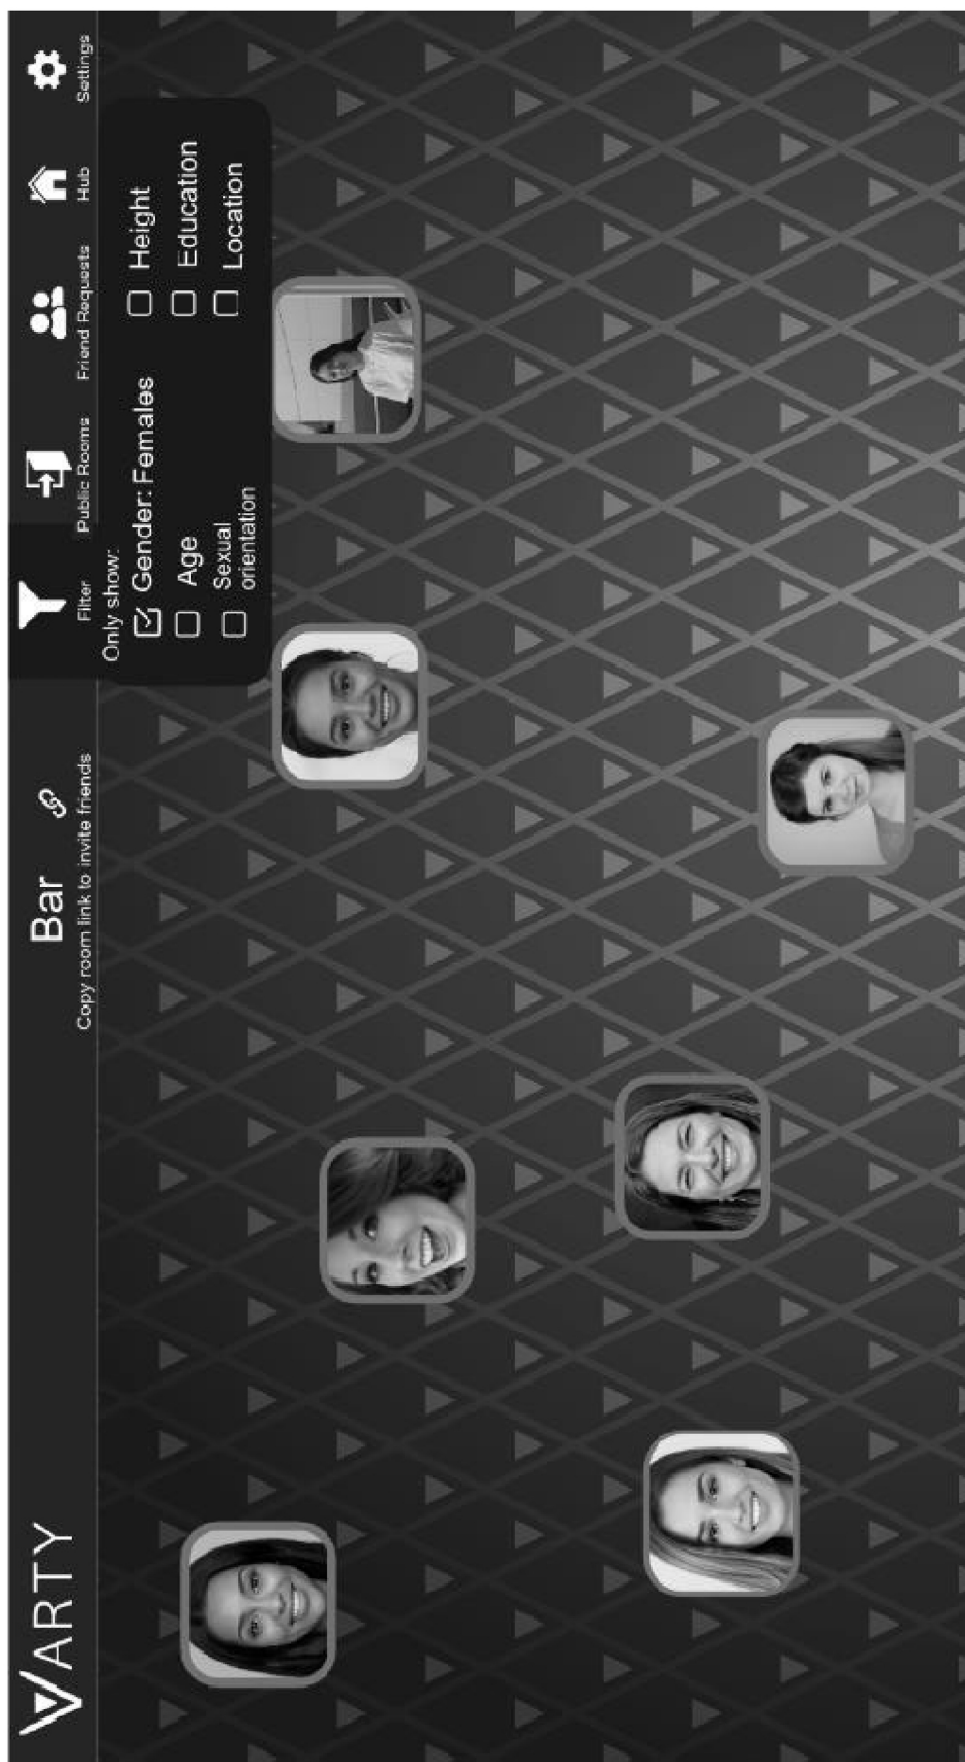 VARTY
Bar
Copy room link to invite friends
Filter
Public Rooms
Friend Requests
Hub
Settings
Only show:
Gender: Females
Age
Sexual
orientation
Height
Education
Location